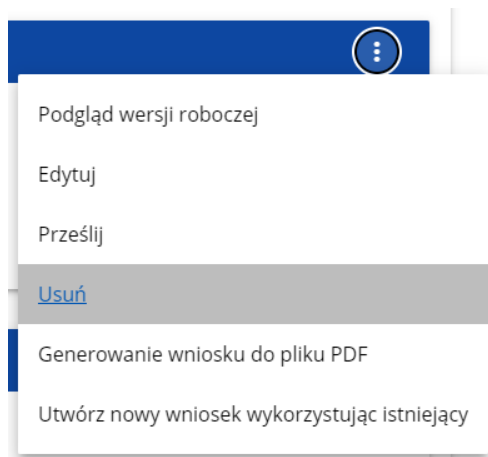 Podgląd wersji roboczej
Edytuj
Prześlij
Usuń
Generowanie wniosku do pliku PDF
Utwórz nowy wniosek wykorzystując istniejący